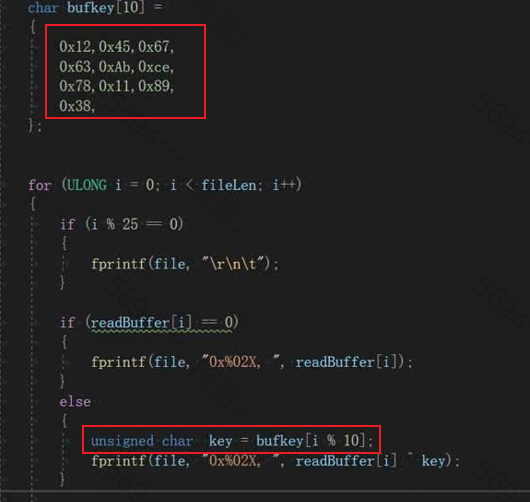 char bufkey[10] =
{
0x12,0x45,0x67,
0x63,0xAb,0xce,
0x78,0x11,0x89,
0x38,
};
for (ULONG i = 0; i < fileLen; i++)
{
if (i % 25 == 0)
{
fprintf(file, "\r\n\t");
}
if (readBuffer[i] == 0)
{
fprintf(file, "0x%02X, ", readBuffer[i]);
}
else
{
unsigned char key = bufkey[i % 10];
fprintf(file, "0x%02X, ", readBuffer[i] ^ key);
}